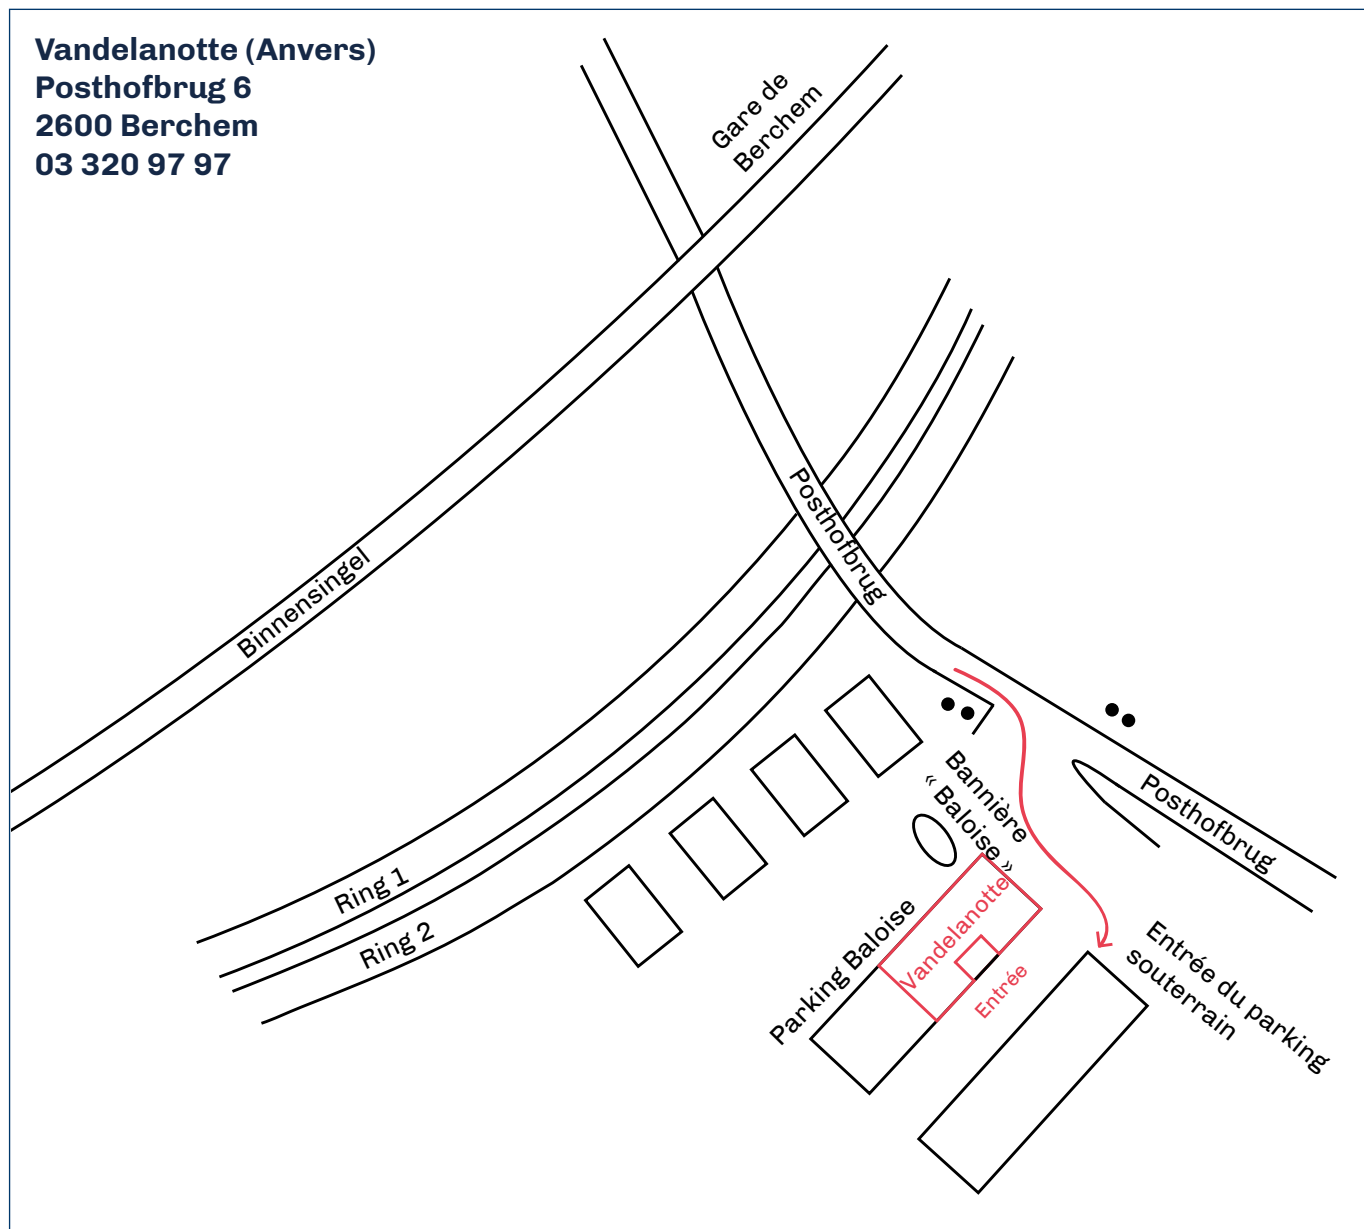 Vandelanotte (Anvers)
Posthofbrug 6
2600 Berchem
03 320 97 97
Gare de
Berchem
Posthofbrug
Binnensingel
Bannière
« Baloise »
Posthofbrug
Ring 1
Ring 2
Parking Baloise
Vandelanotte
Entrée
Entrée du parking
souterrain